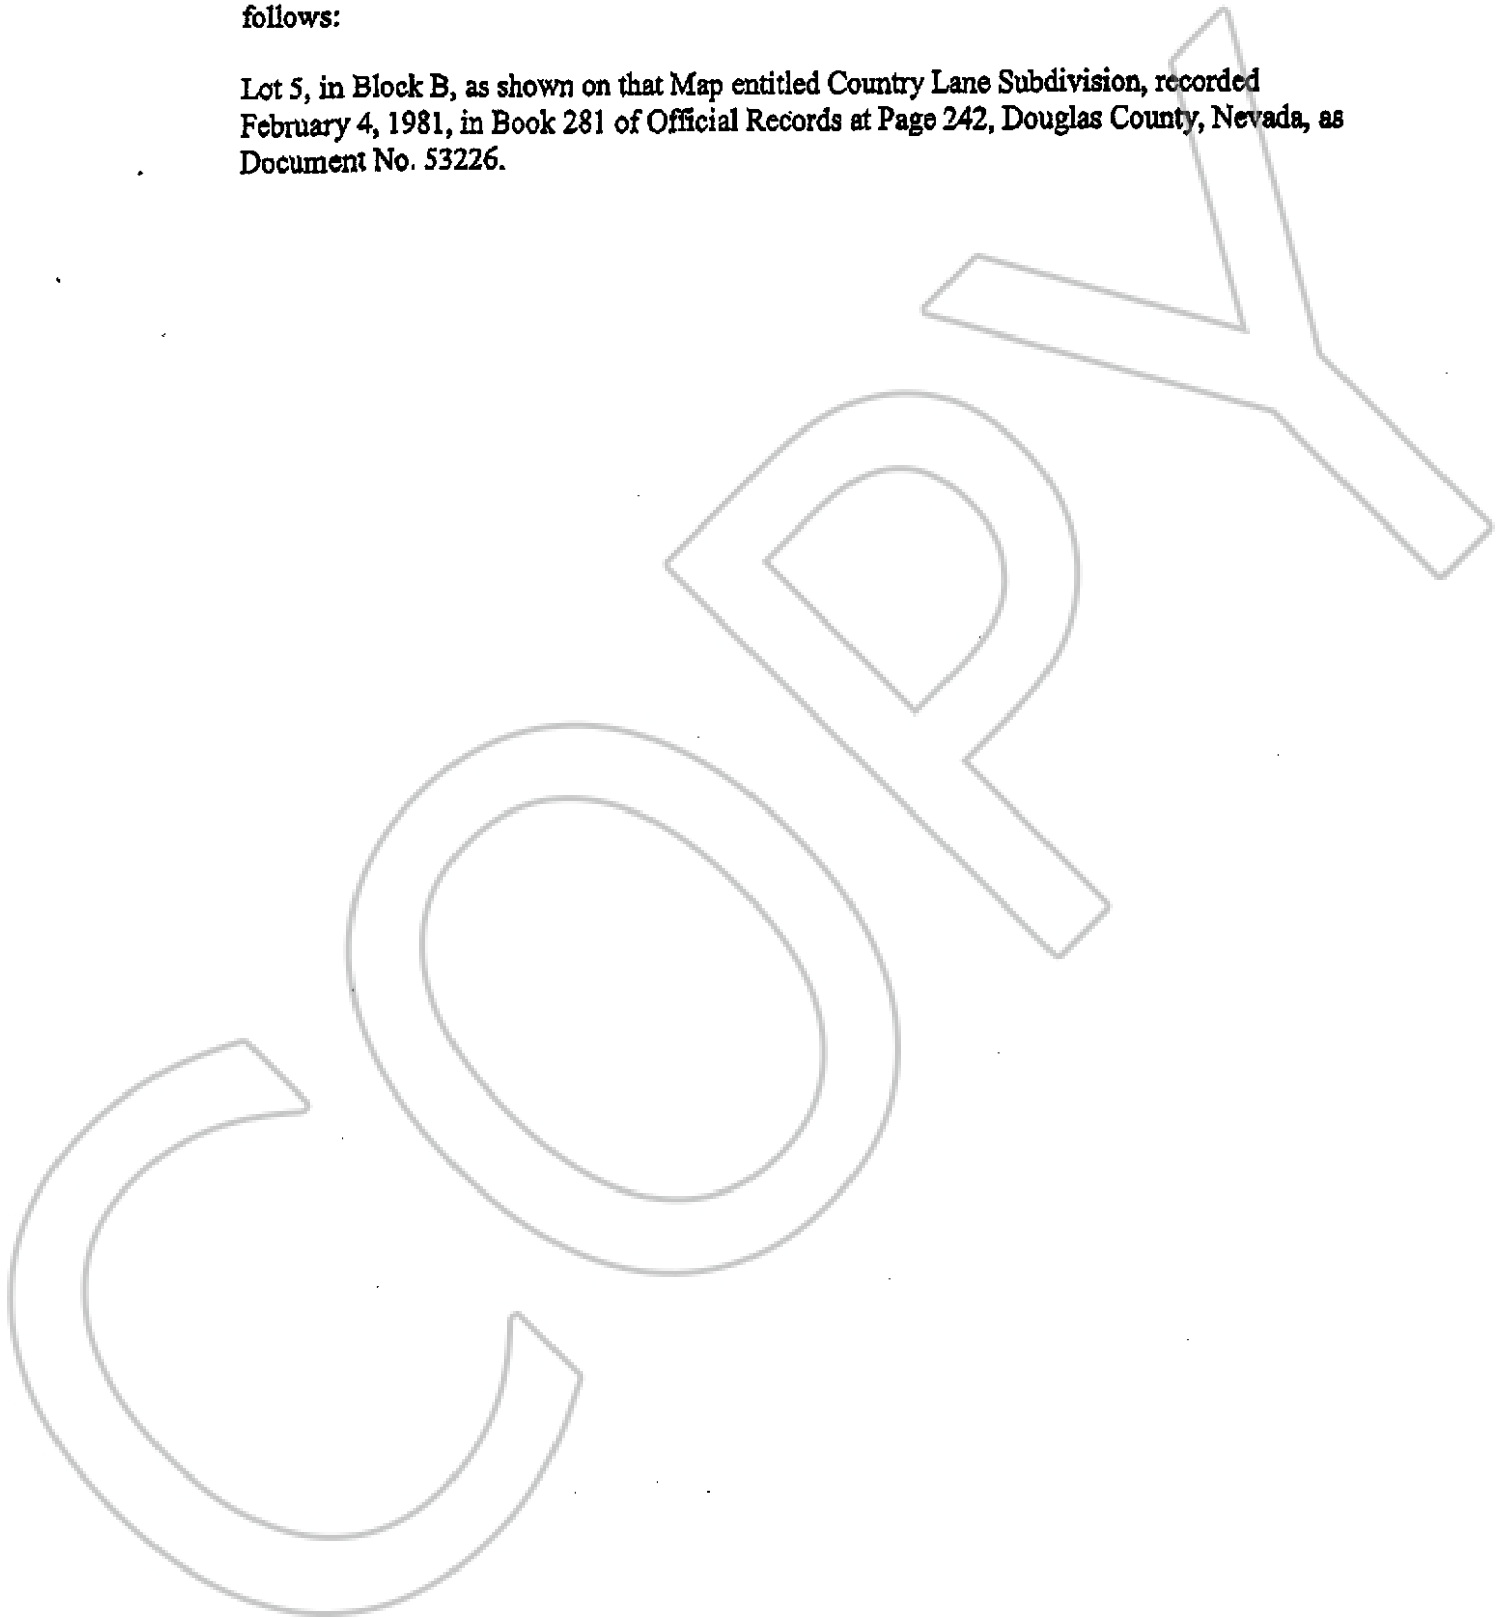 follows:
Lot 5, in Block B, as shown on that Map entitled Country Lane Subdivision, recorded
February 4, 1981, in Book 281 of Official Records at Page 242, Douglas County, Nevada, as
Document No. 53226.
COPY